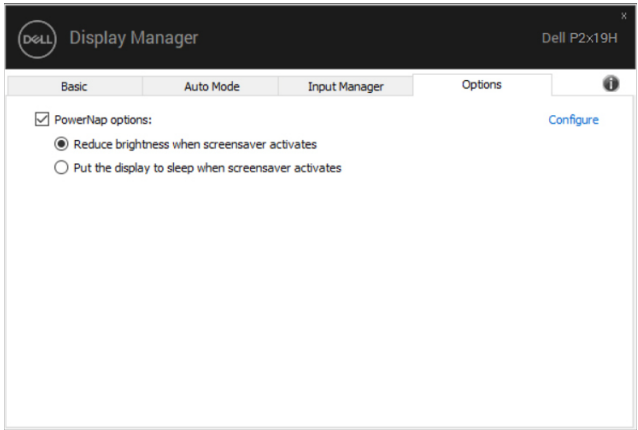 x
DELL Display Manager
Dell P2x19H
Basic
Auto Mode
Input Manager
Options
i
PowerNap options:
Configure
Reduce brightness when screensaver activates
Put the display to sleep when screensaver activates